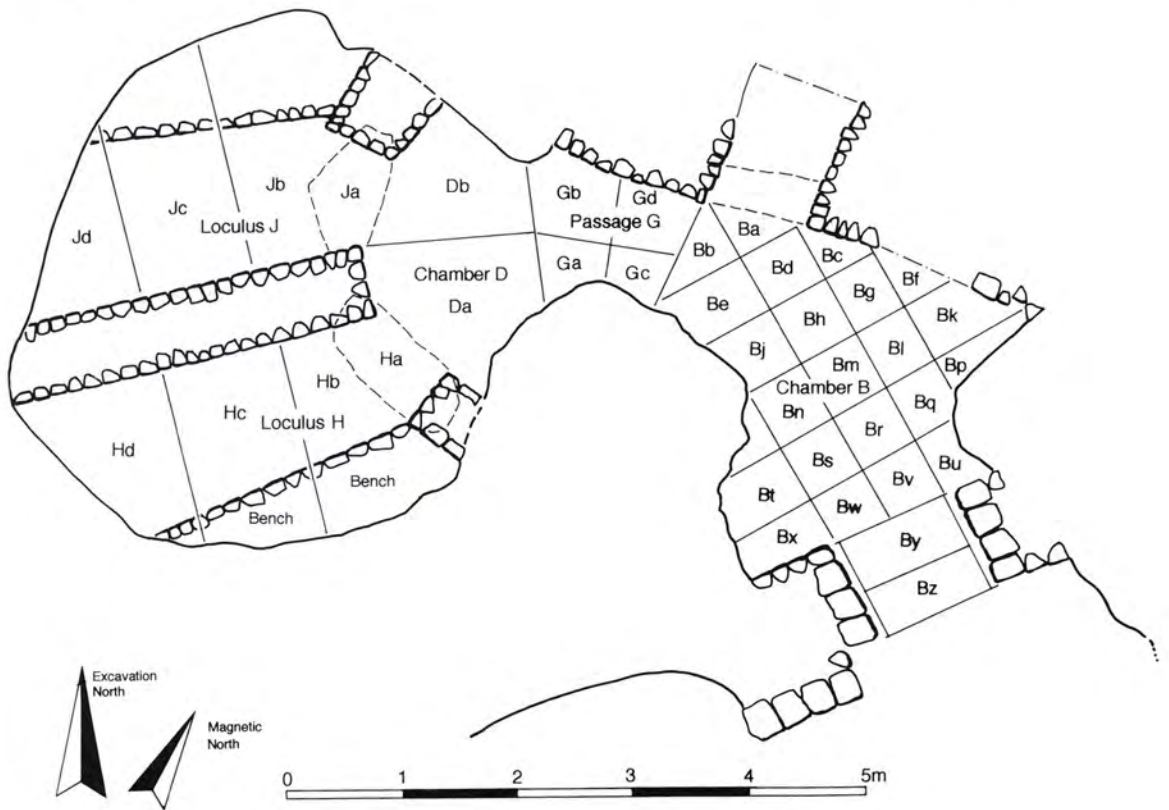 Jd
Jc
Jb
Loculus J
Ja
Db
Chamber D
Da
Gb
Gd
Passage G
Ga
Gc
Bb
Ba
Bd
Bc
Be
Bh
Bg
Bf
Bj
Bm
Bl
Bk
Chamber B
Bn
Br
Bq
Bp
Bt
Bs
Bv
Bu
Bx
Bw
By
Bz
Ha
Hb
Hc
Loculus H
Hd
Bench
Bench
Excavation
North
Magnetic
North
0 1 2 3 4 5m